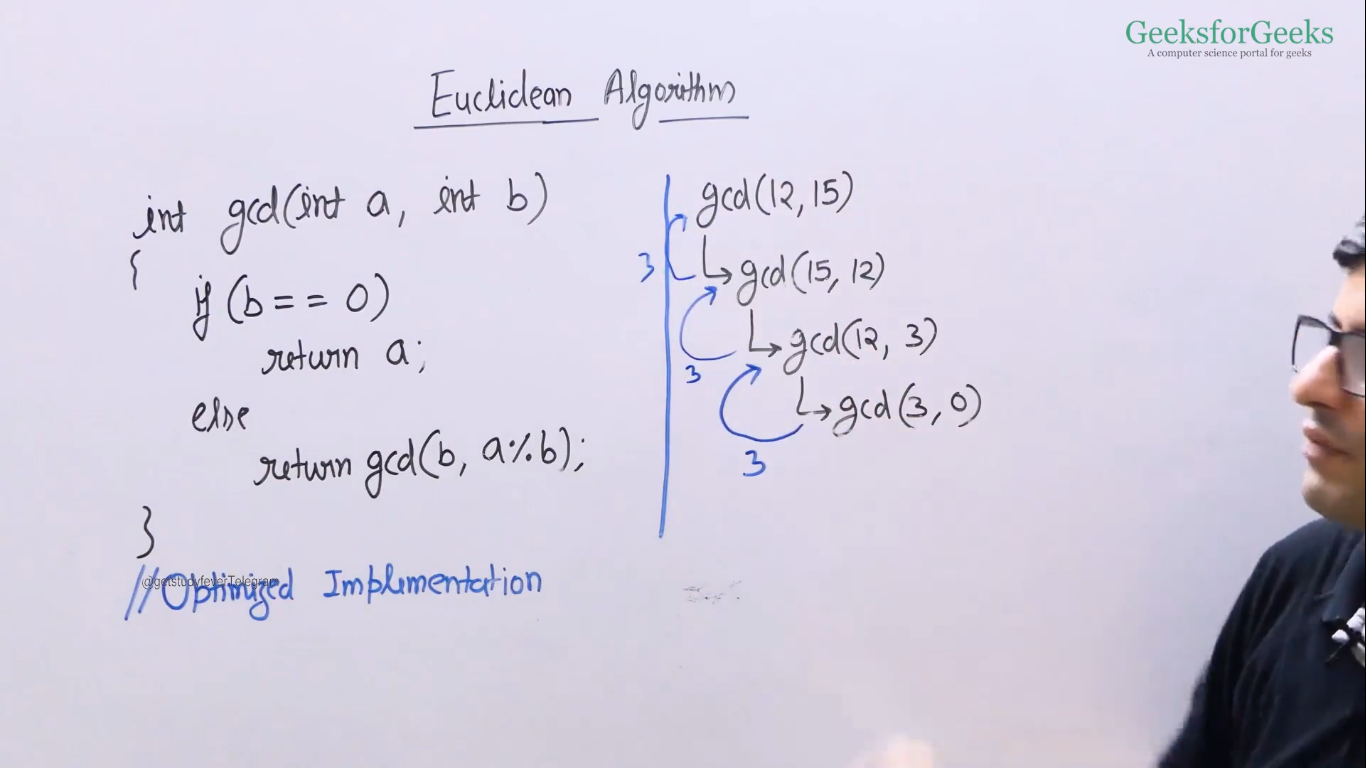 GeeksforGeeks
A computer science portal for geeks
Euclidean Algorithm
int gcd(int a, int b)
{
if (b == 0)
return a;
else
return gcd(b, a%b);
}
//Optimized Implementation
@getstudyfeverTelegram
gcd(12, 15)
3
gcd(15, 12)
3
gcd(12, 3)
3
gcd(3, 0)